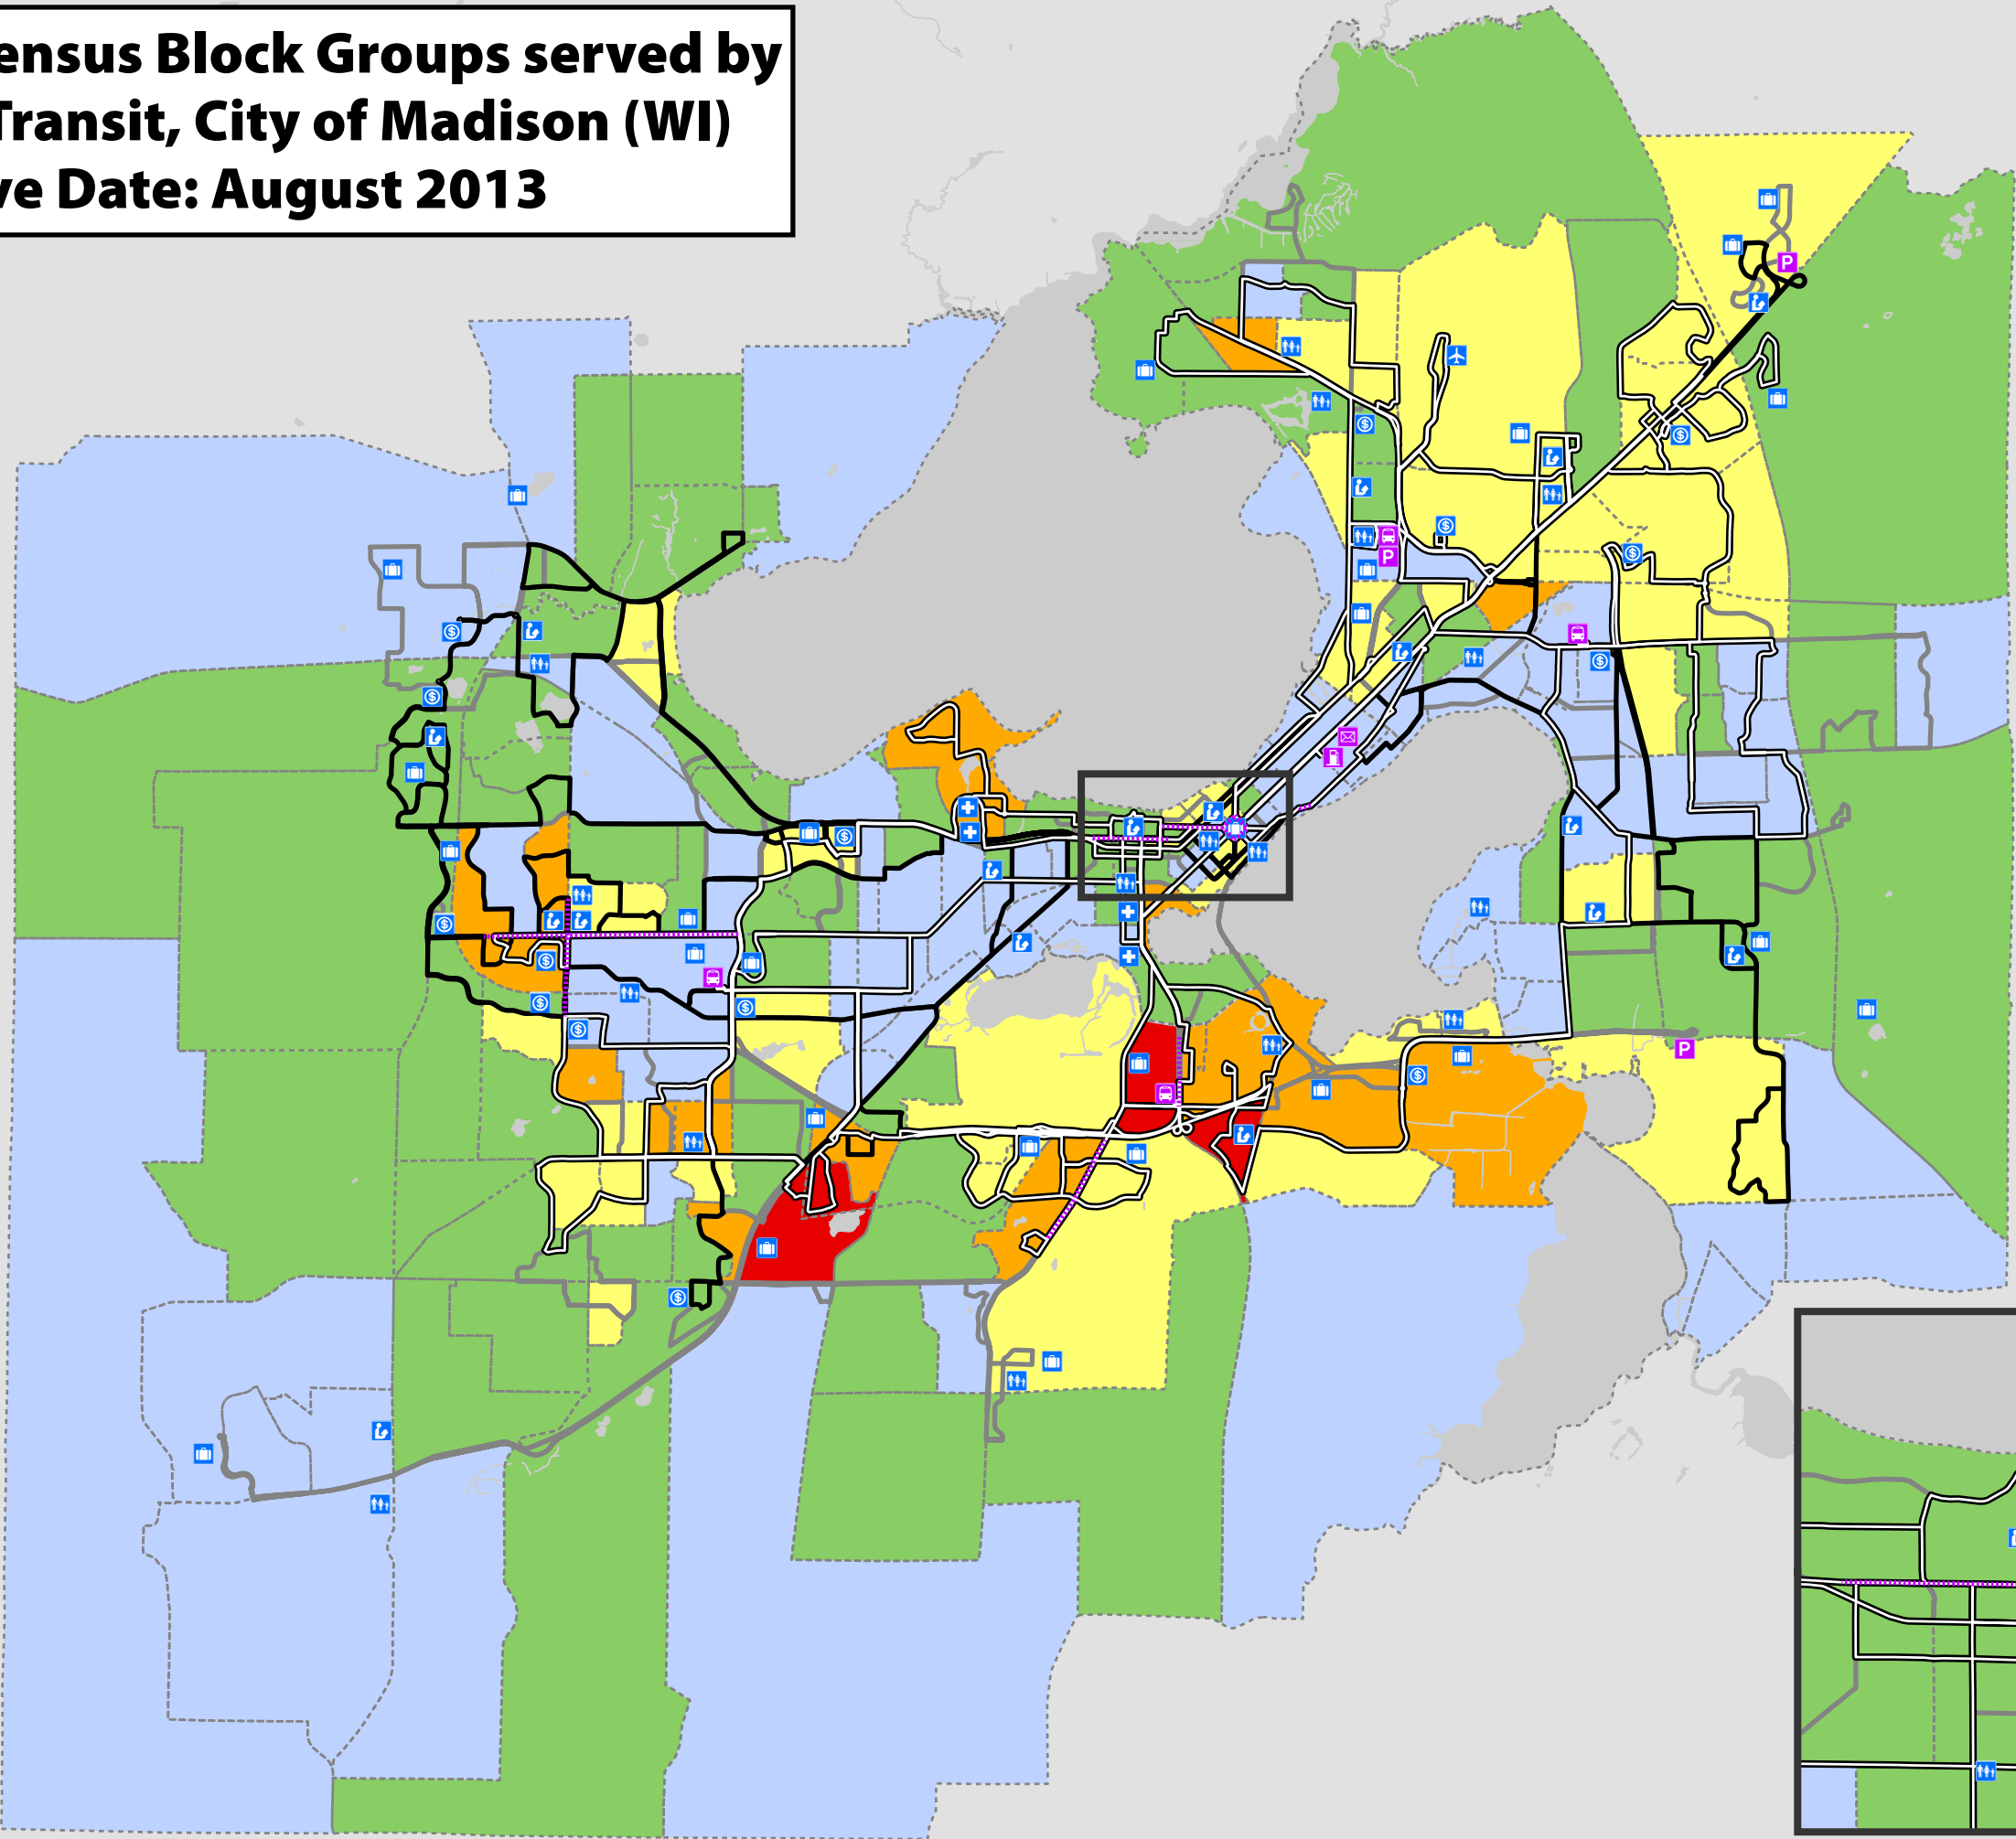 ensus Block Groups served by
Transit, City of Madison (WI)
ve Date: August 2013
P
P
P